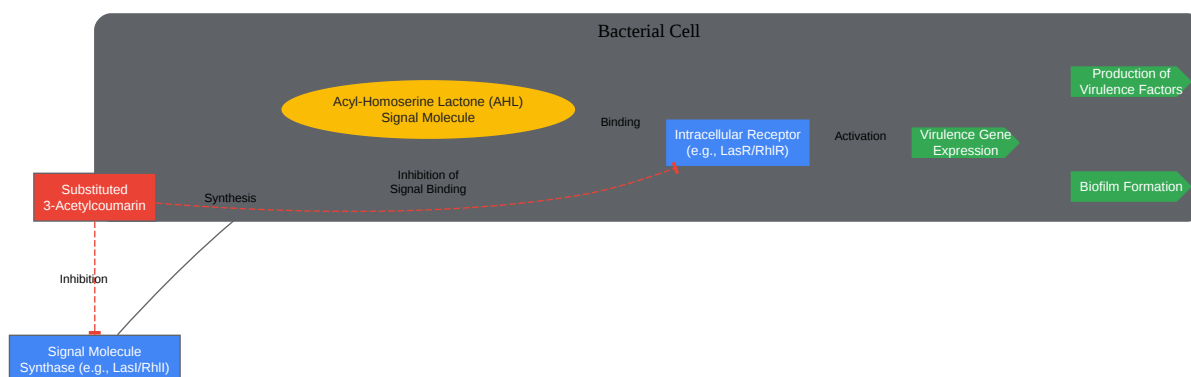 Bacterial Cell
Production of
Virulence Factors
Acyl-Homoserine Lactone (AHL)
Signal Molecule
Binding
Intracellular Receptor
(e.g., LasR/RhlR)
Activation
Virulence Gene
Expression
Inhibition of
Signal Binding
Biofilm Formation
Substituted
3-Acetylcoumarin
Synthesis
Inhibition
Signal Molecule
Synthase (e.g., LasI/RhlI)